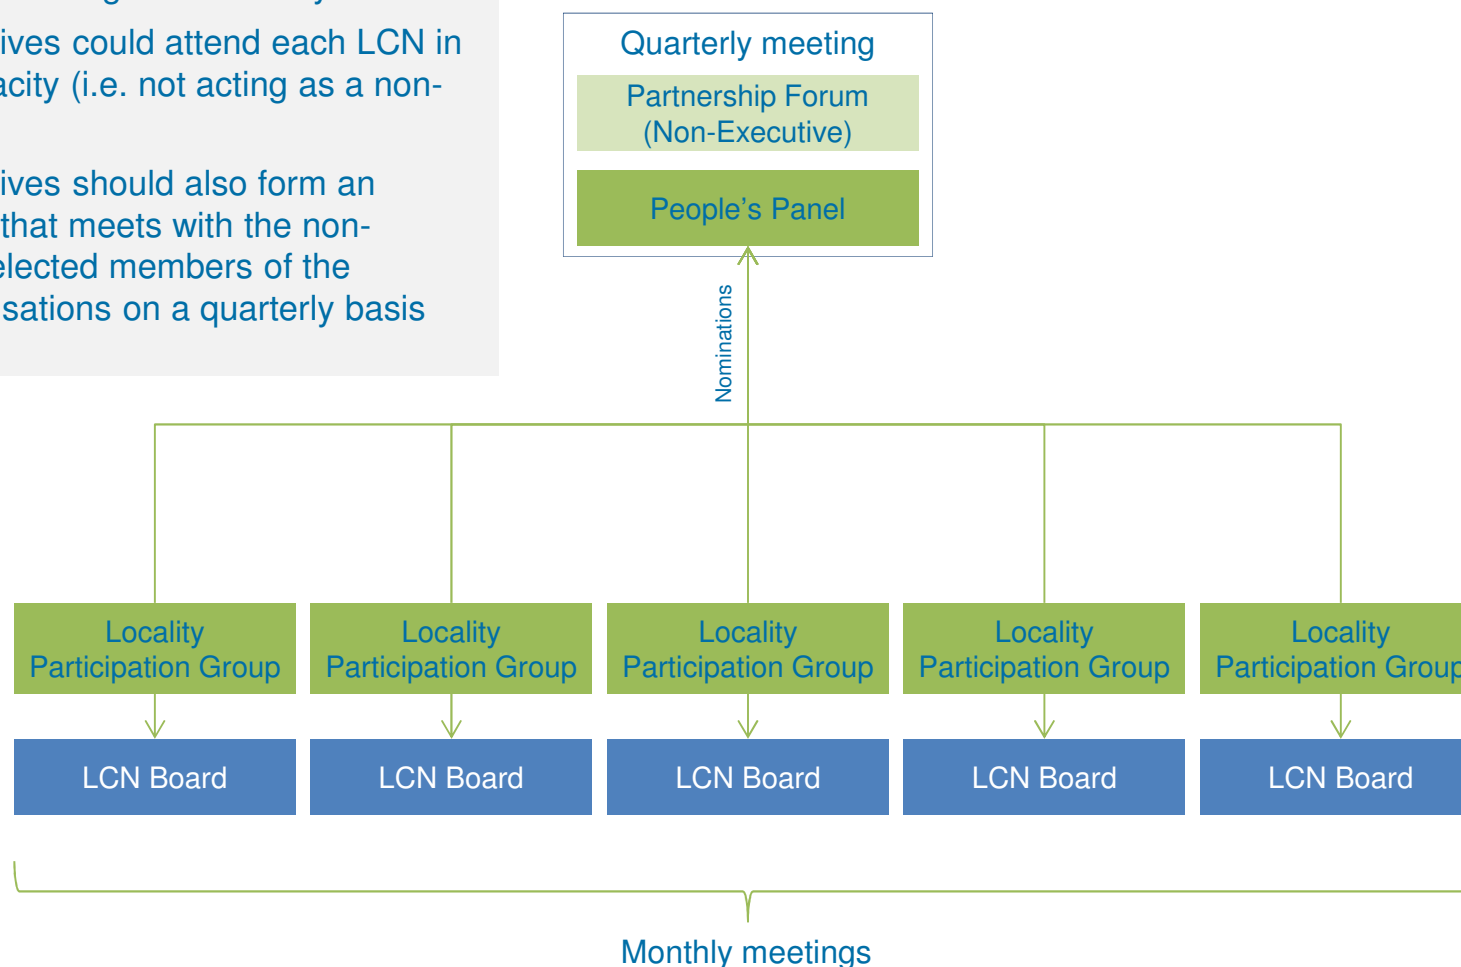 ives could attend each LCN in
acity (i.e. not acting as a non-
ives should also form an
that meets with the non-
elected members of the
sations on a quarterly basis
Quarterly meeting
Partnership Forum
(Non-Executive)
People's Panel
Nominations
Locality
Participation Group
Locality
Participation Group
Locality
Participation Group
Locality
Participation Group
Locality
Participation Group
LCN Board
LCN Board
LCN Board
LCN Board
LCN Board
Monthly meetings